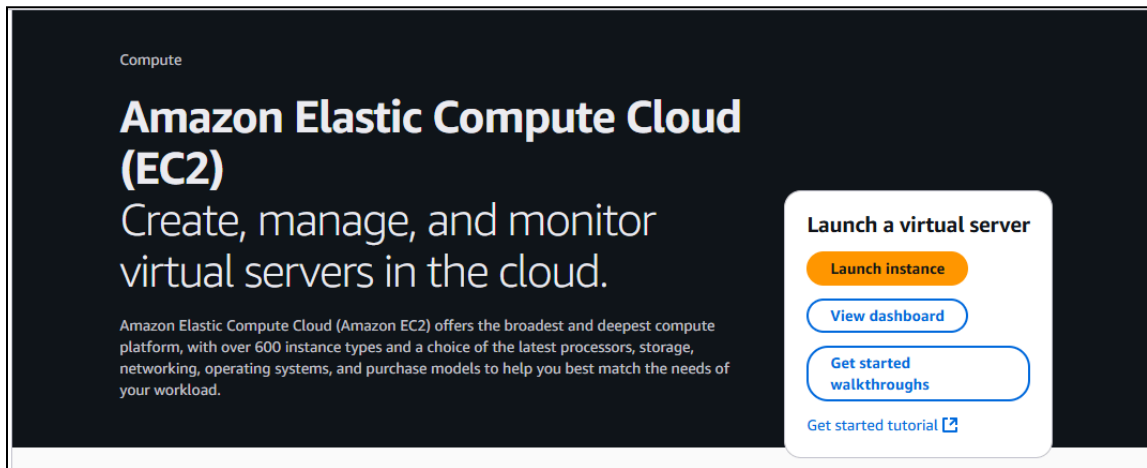 Compute
Amazon Elastic Compute Cloud
(EC2)
Create, manage, and monitor
virtual servers in the cloud.
Amazon Elastic Compute Cloud (Amazon EC2) offers the broadest and deepest compute
platform, with over 600 instance types and a choice of the latest processors, storage,
networking, operating systems, and purchase models to help you best match the needs of
your workload.
Launch a virtual server
Launch instance
View dashboard
Get started
walkthroughs
Get started tutorial